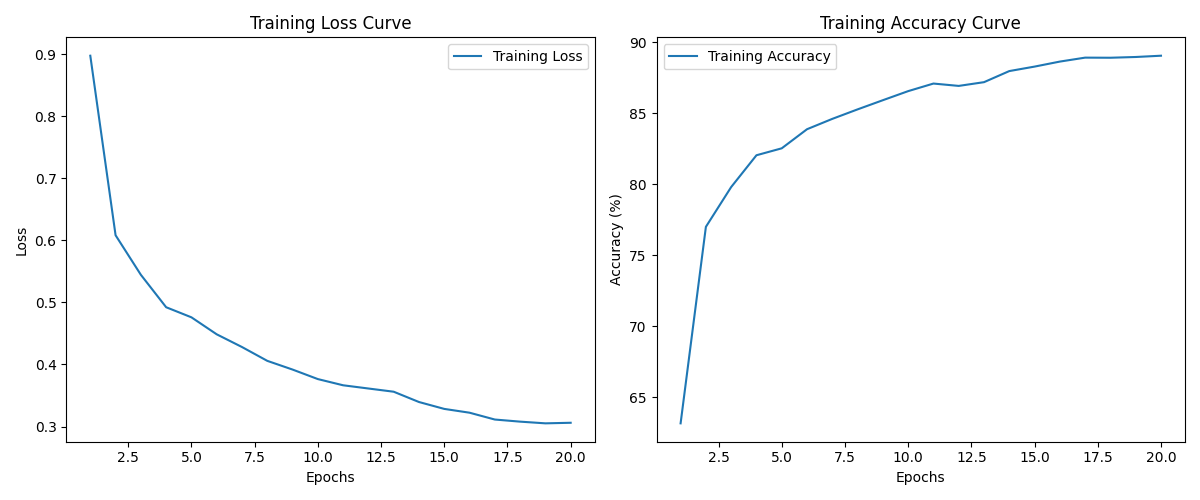 Training Loss Curve
Training Loss
0.9
0.8
0.7
0.6
0.5
0.4
0.3
Loss
2.5 5.0 7.5 10.0 12.5 15.0 17.5 20.0
Epochs
Training Accuracy Curve
Training Accuracy
90
85
80
75
70
65
Accuracy (%)
2.5 5.0 7.5 10.0 12.5 15.0 17.5 20.0
Epochs